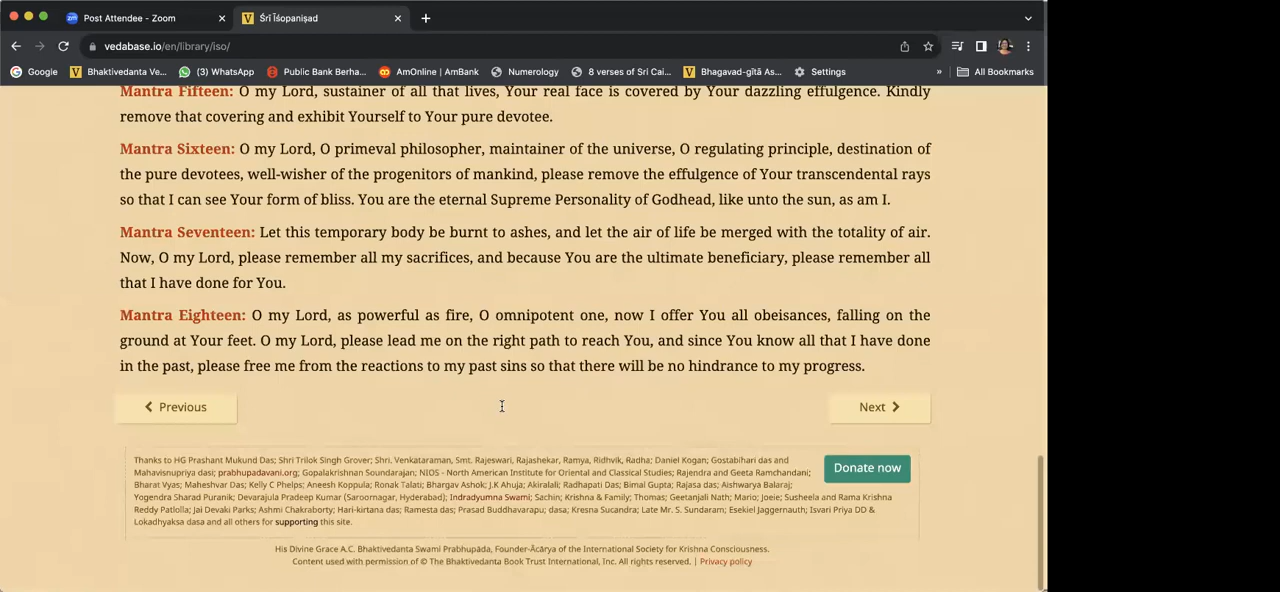 Post Attendee - Zoom
Śrī Īśopaniṣad
vedabase.io/en/library/iso/
Google
Bhaktivedanta Ve...
(3) WhatsApp
Public Bank Berha...
AmOnline | AmBank
Numerology
8 verses of Sri Cai...
Bhagavad-gītā As...
Settings
»
All Bookmarks
Mantra Fifteen: O my Lord, sustainer of all that lives, Your real face is covered by Your dazzling effulgence. Kindly
remove that covering and exhibit Yourself to Your pure devotee.
Mantra Sixteen: O my Lord, O primeval philosopher, maintainer of the universe, O regulating principle, destination of
the pure devotees, well-wisher of the progenitors of mankind, please remove the effulgence of Your transcendental rays
so that I can see Your form of bliss. You are the eternal Supreme Personality of Godhead, like unto the sun, as am I.
Mantra Seventeen: Let this temporary body be burnt to ashes, and let the air of life be merged with the totality of air.
Now, O my Lord, please remember all my sacrifices, and because You are the ultimate beneficiary, please remember all
that I have done for You.
Mantra Eighteen: O my Lord, as powerful as fire, O omnipotent one, now I offer You all obeisances, falling on the
ground at Your feet. O my Lord, please lead me on the right path to reach You, and since You know all that I have done
in the past, please free me from the reactions to my past sins so that there will be no hindrance to my progress.
Previous
Next
Thanks to HG Prashant Mukund Das; Shri Trilok Singh Grover; Shri. Venkataraman, Smt. Rajeswari, Rajashekar, Ramya, Ridhvik, Radha; Daniel Kogan; Gostabihari das and
Mahavisnupriya dasi; prabhupadavani.org; Gopalakrishnan Soundarajan; NIOS - North American Institute for Oriental and Classical Studies; Rajendra and Geeta Ramchandani;
Bharat Vyas; Maheshvar Das; Kelly C Phelps; Aneesh Koppula; Ronak Talati; Bhargav Ashok; J.K Ahuja; Akiralali; Radhapati Das; Bimal Gupta; Rajasa das; Aishwarya Balaraj;
Yogendra Sharad Puranik; Devarajula Pradeep Kumar (Saroornagar, Hyderabad); Indradyumna Swami; Sachin; Krishna & Family; Thomas; Geetanjali Nath; Mario; Joeie; Susheela and Rama Krishna
Reddy Patlolla; Jai Devaki Parks; Ashmi Chakraborty; Hari-kirtana das; Ramesta das; Prasad Buddhavarapu; dasa; Kresna Sucandra; Late Mr. S. Sundaram; Esekiel Jaggernauth; Isvari Priya DD &
Lokadhyaksa dasa and all others for supporting this site.
Donate now
His Divine Grace A.C. Bhaktivedanta Swami Prabhupāda, Founder-Ācārya of the International Society for Krishna Consciousness.
Content used with permission of © The Bhaktivedanta Book Trust International, Inc. All rights reserved. | Privacy policy